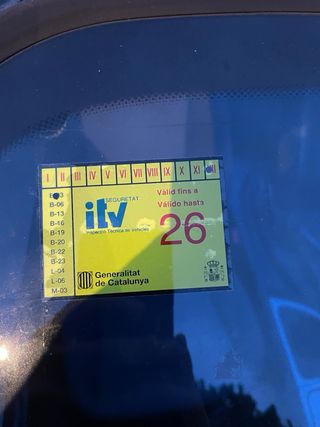 I II III IV V VI VII VIII IX X XI
SEGURETAT
itv
Inspecció Tècnica de Vehicles
Vàlid fins a
Válido hasta
26
B-06
B-13
B-16
B-19
B-20
B-22
B-23
L-04
L-06
M-03
Generalitat
de Catalunya